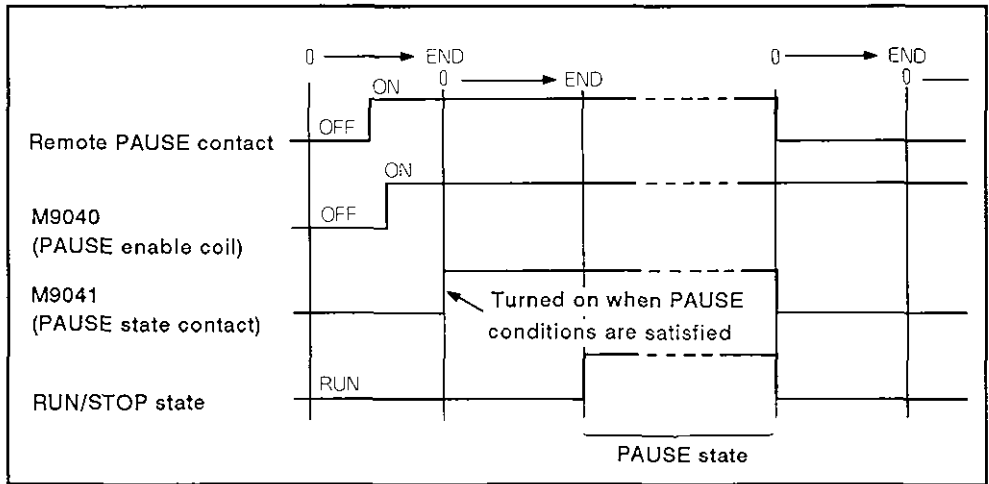 0 END 0 END
0 END 0
ON
OFF
Remote PAUSE contact
ON
OFF
M9040
(PAUSE enable coil)
M9041
(PAUSE state contact)
Turned on when PAUSE
conditions are satisfied
RUN
RUN/STOP state
PAUSE state